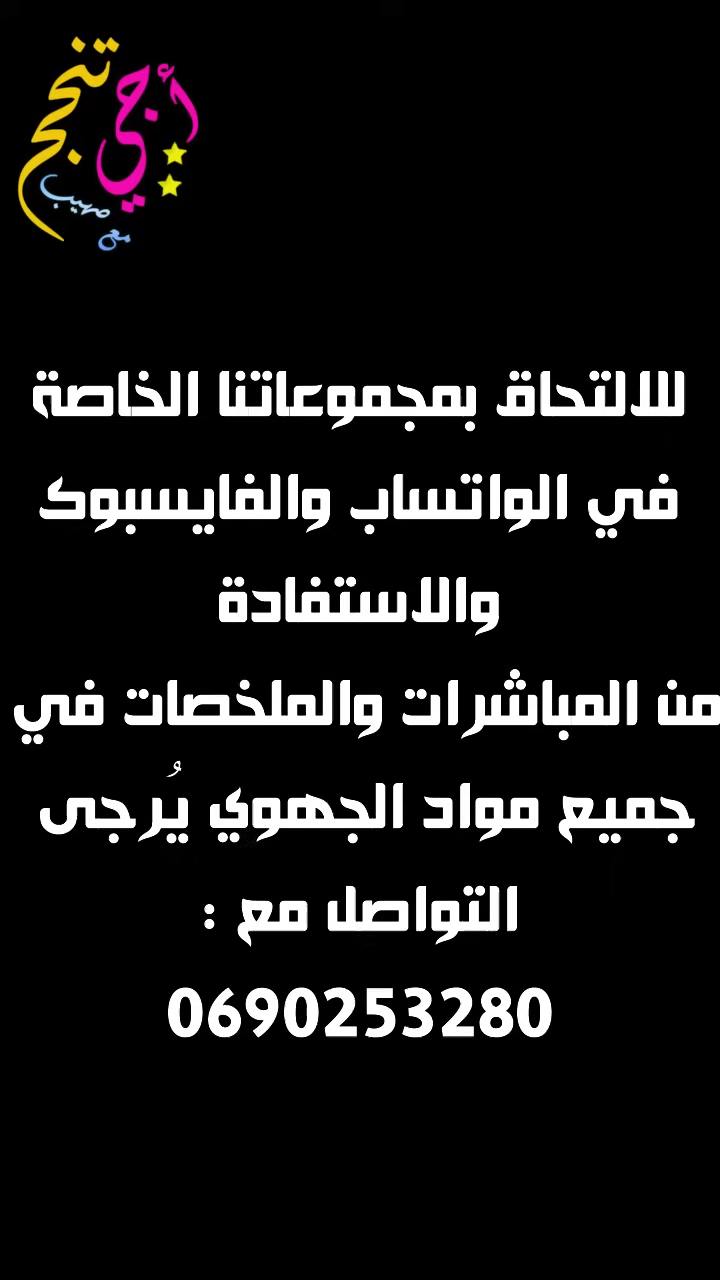 أجي
تنجح
مع صهيب
للالتحاق بمجموعاتنا الخاصة
في الواتساب والفايسبوك
والاستفادة
من المباشرات والملخصات في
جميع مواد الجهوي يُرجى
التواصل مع :
0690253280